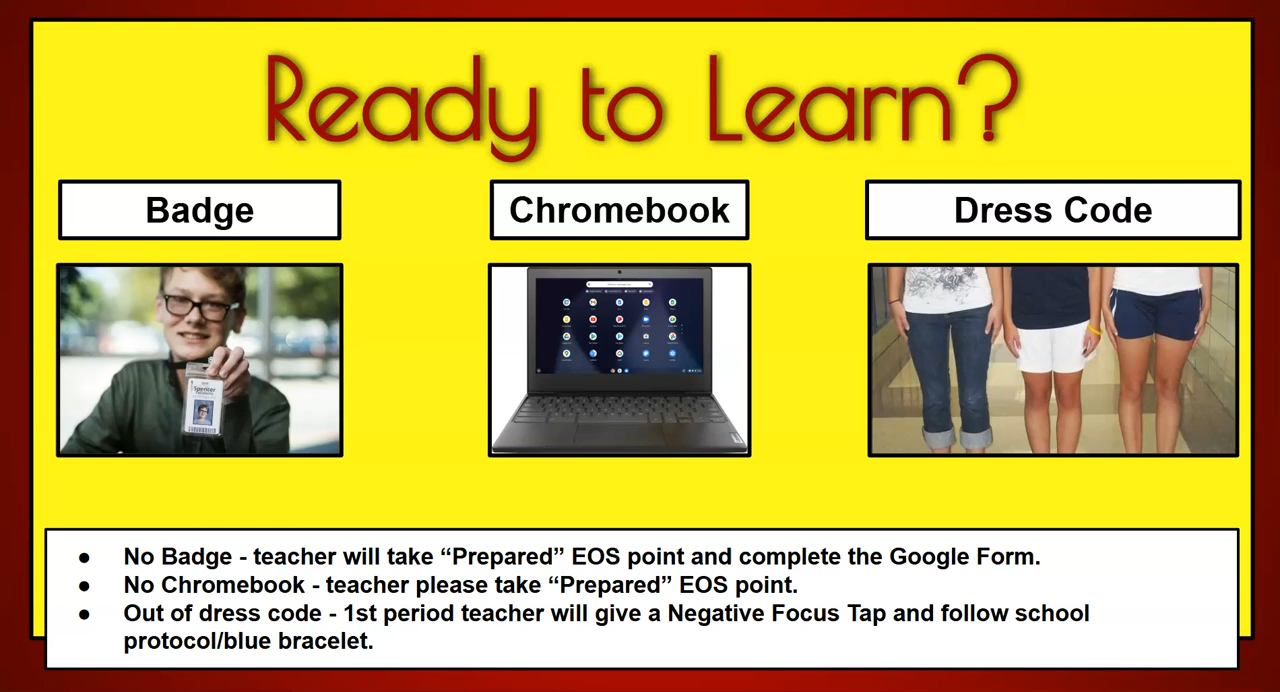 Ready to Learn?
Badge
Chromebook
Dress Code
Spencer
● No Badge - teacher will take “Prepared” EOS point and complete the Google Form.
● No Chromebook - teacher please take “Prepared” EOS point.
● Out of dress code - 1st period teacher will give a Negative Focus Tap and follow school
protocol/blue bracelet.